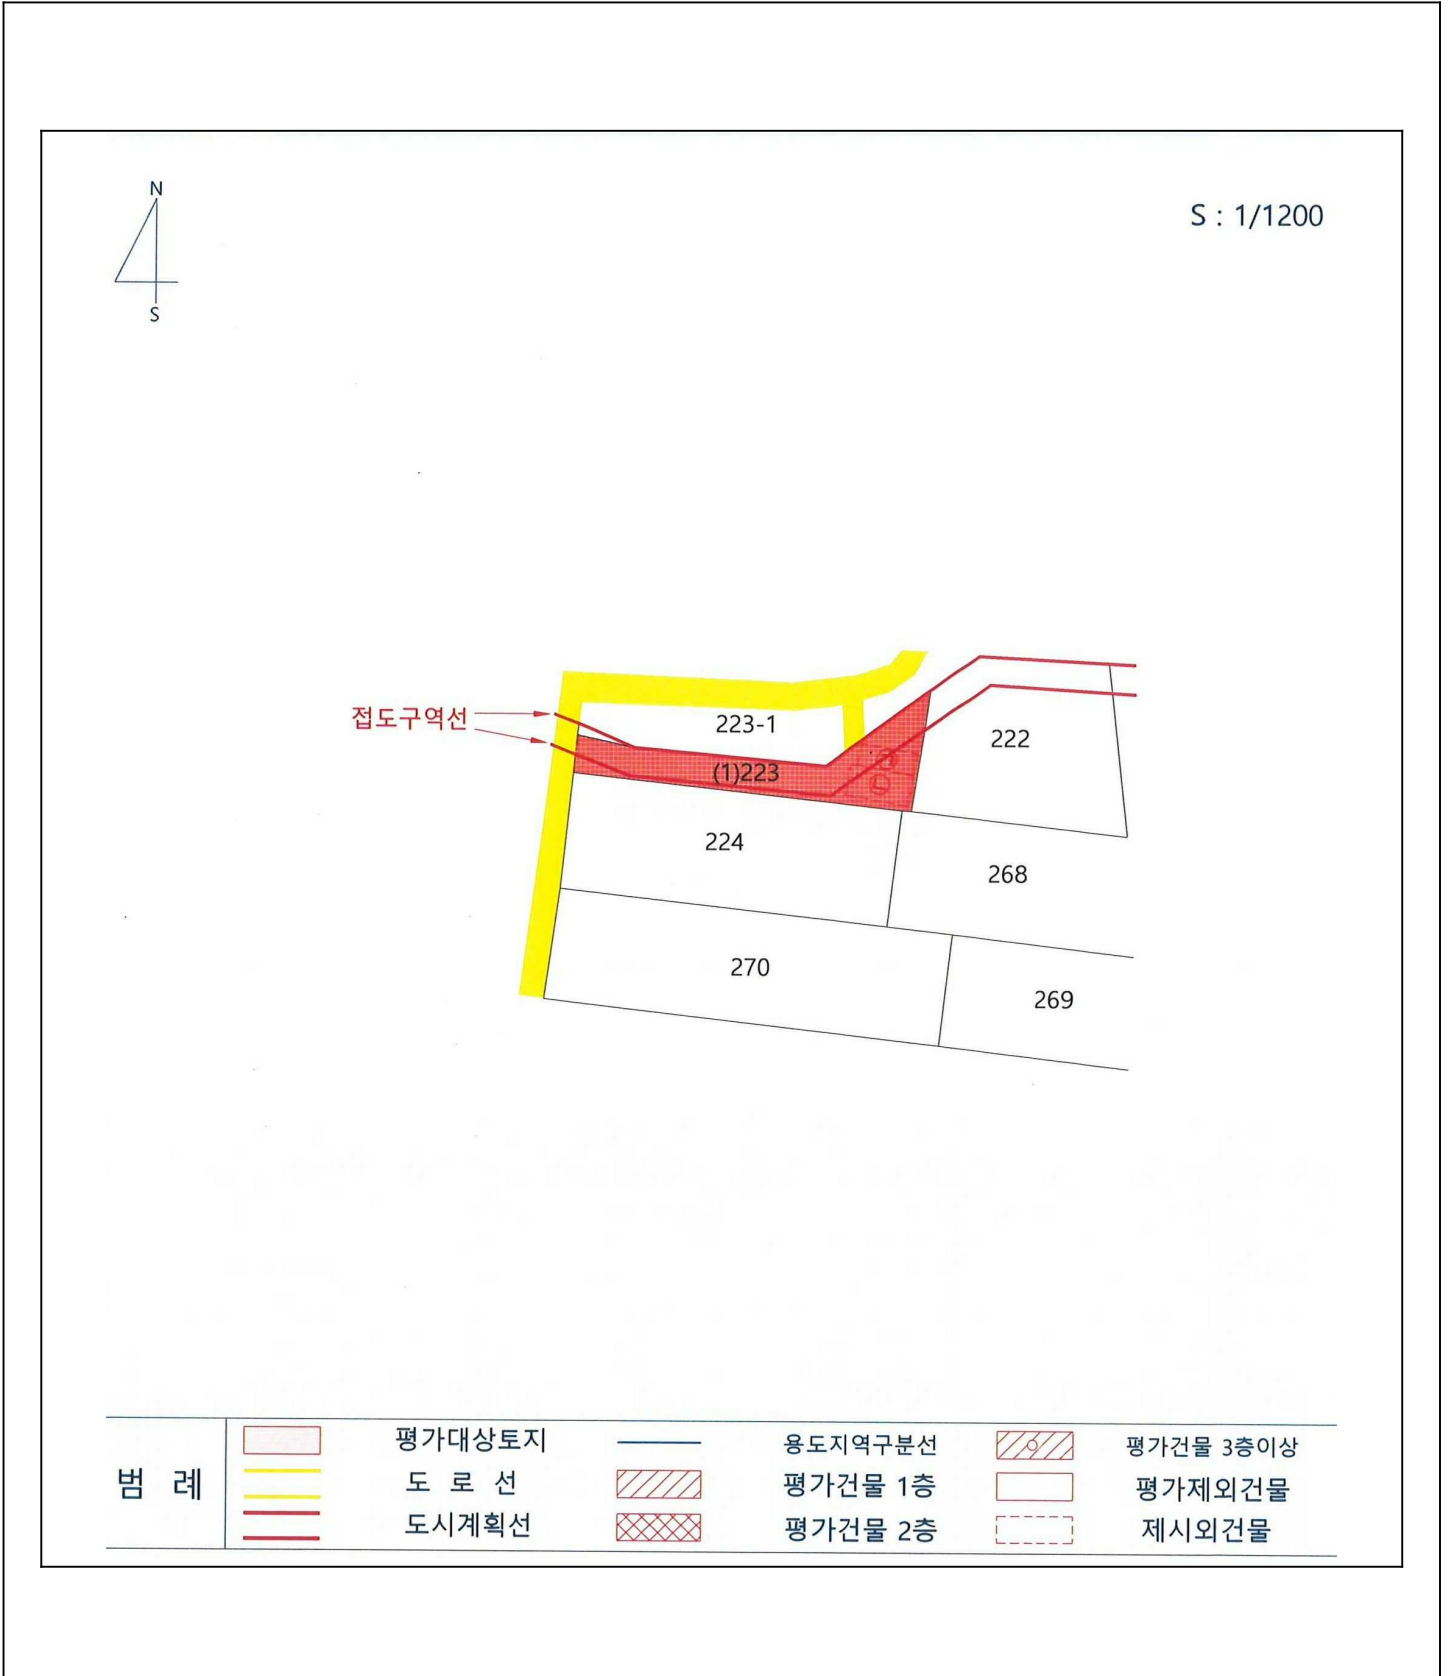 N
S : 1/1200
S
접도구역선
223-1
222
(1)223
ㄴ
224
268
270
269
범 례
평가대상토지
용도지역구분선
평가건물 3층이상
도 로 선
평가건물 1층
평가제외건물
도시계획선
평가건물 2층
제시외건물